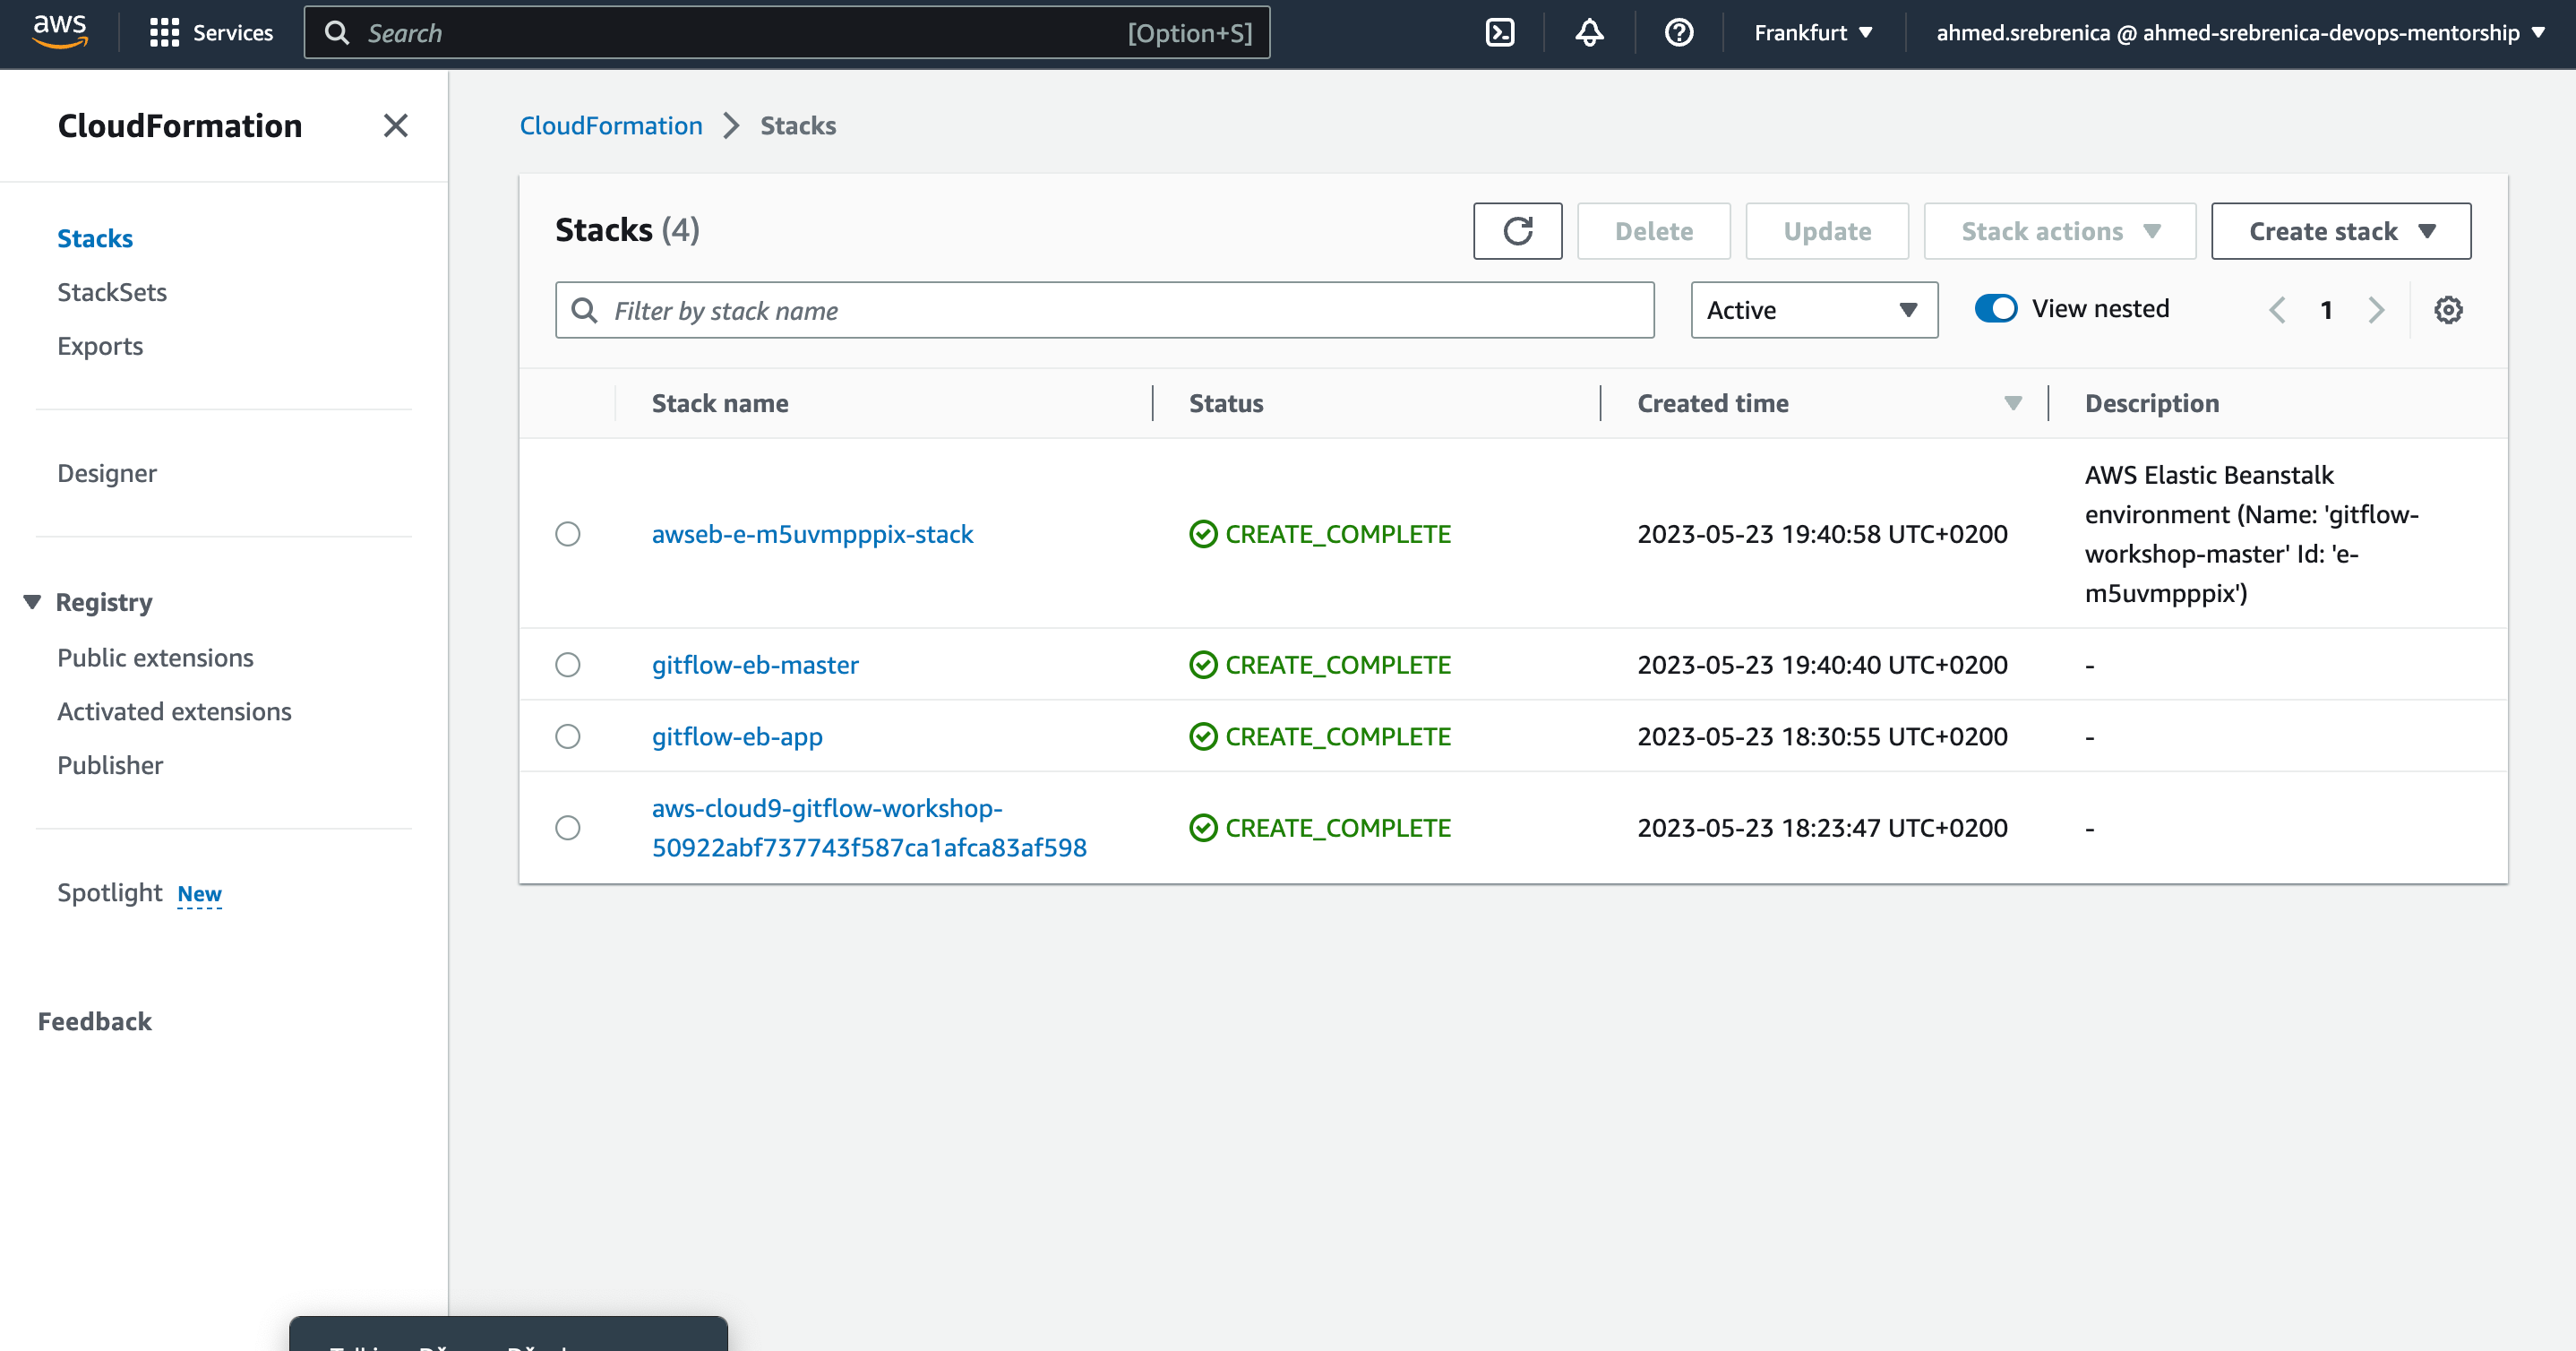 aws
Services
Search
[Option+S]
Frankfurt
ahmed.srebrenica @ ahmed-srebrenica-devops-mentorship
CloudFormation
Stacks
StackSets
Exports
Designer
Registry
Public extensions
Activated extensions
Publisher
Spotlight New
Feedback
CloudFormation
Stacks
Stacks (4)
Delete
Update
Stack actions
Create stack
Filter by stack name
Active
View nested
1
Stack name
Status
Created time
Description
awseb-e-m5uvmpppix-stack
CREATE_COMPLETE
2023-05-23 19:40:58 UTC+0200
AWS Elastic Beanstalk
environment (Name: 'gitflow-
workshop-master' Id: 'e-
m5uvmpppix')
gitflow-eb-master
CREATE_COMPLETE
2023-05-23 19:40:40 UTC+0200
-
gitflow-eb-app
CREATE_COMPLETE
2023-05-23 18:30:55 UTC+0200
-
aws-cloud9-gitflow-workshop-
50922abf737743f587ca1afca83af598
CREATE_COMPLETE
2023-05-23 18:23:47 UTC+0200
-